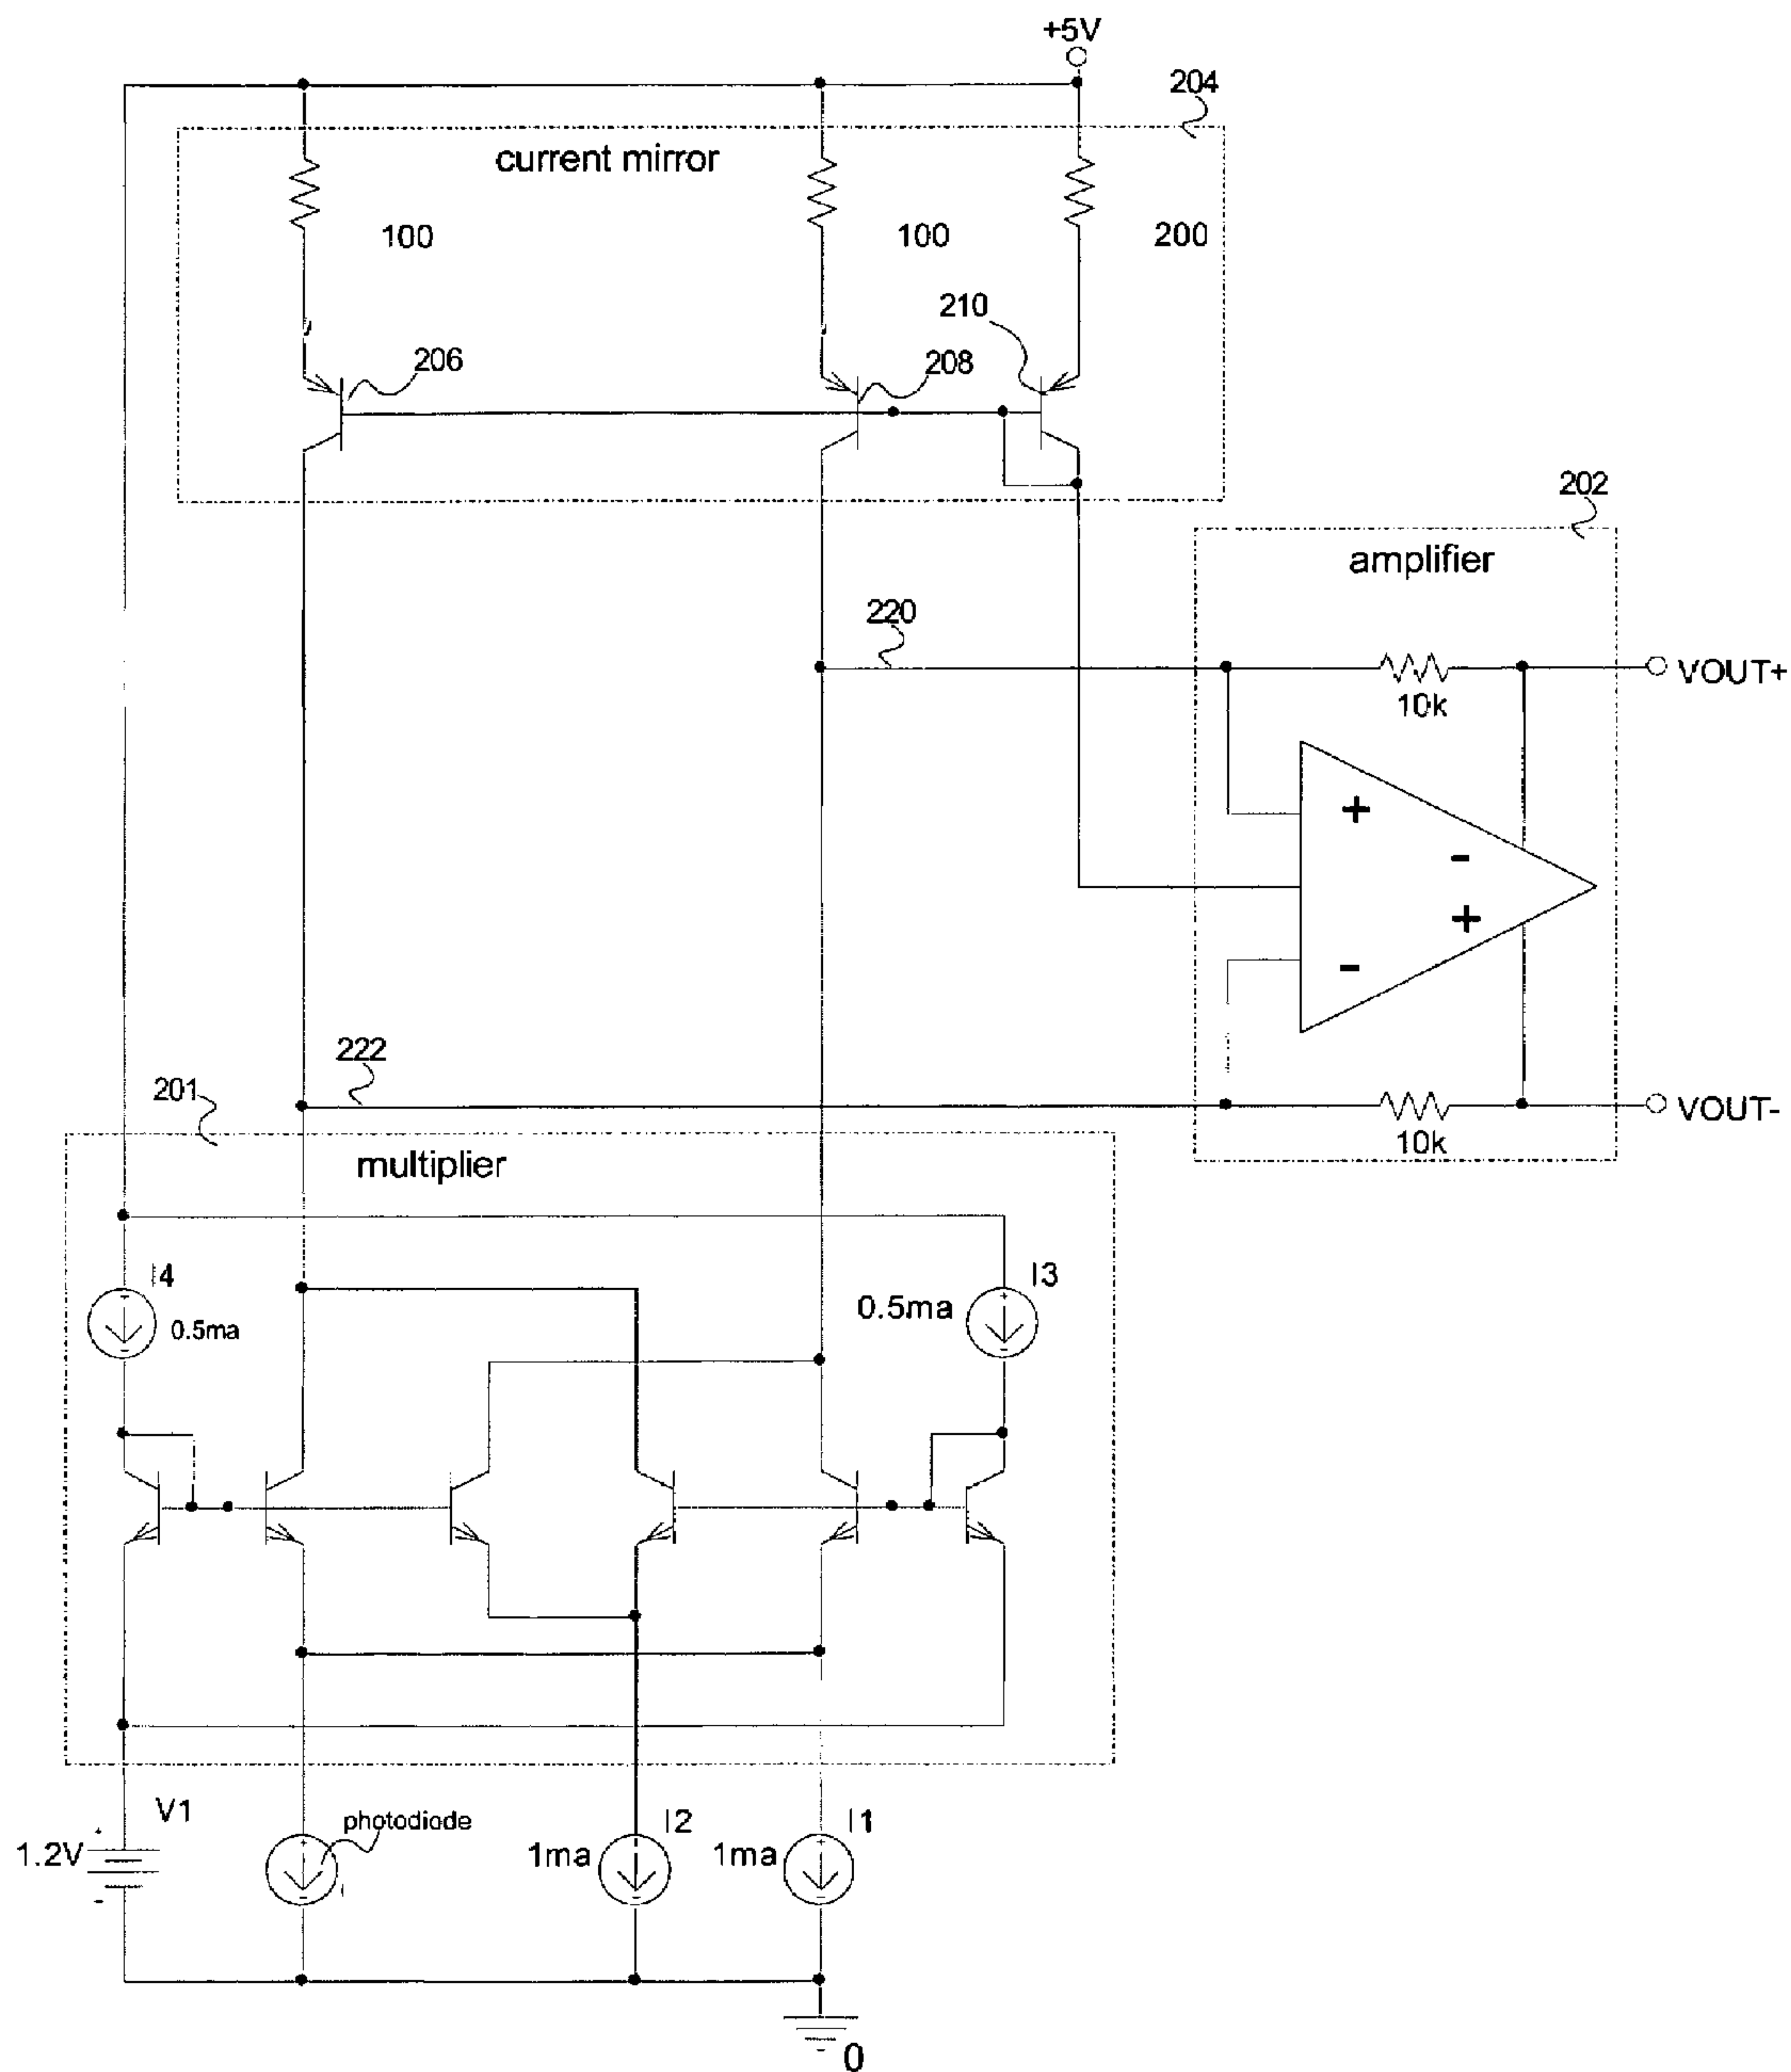 +5V
204
current mirror
100
100
200
210
206
208
202
amplifier
220
VOUT+
10k
+
-
+
-
222
201
VOUT-
10k
multiplier
I4
0.5ma
I3
0.5ma
V1
1.2V
photodiode
I2
1ma
I1
1ma
0